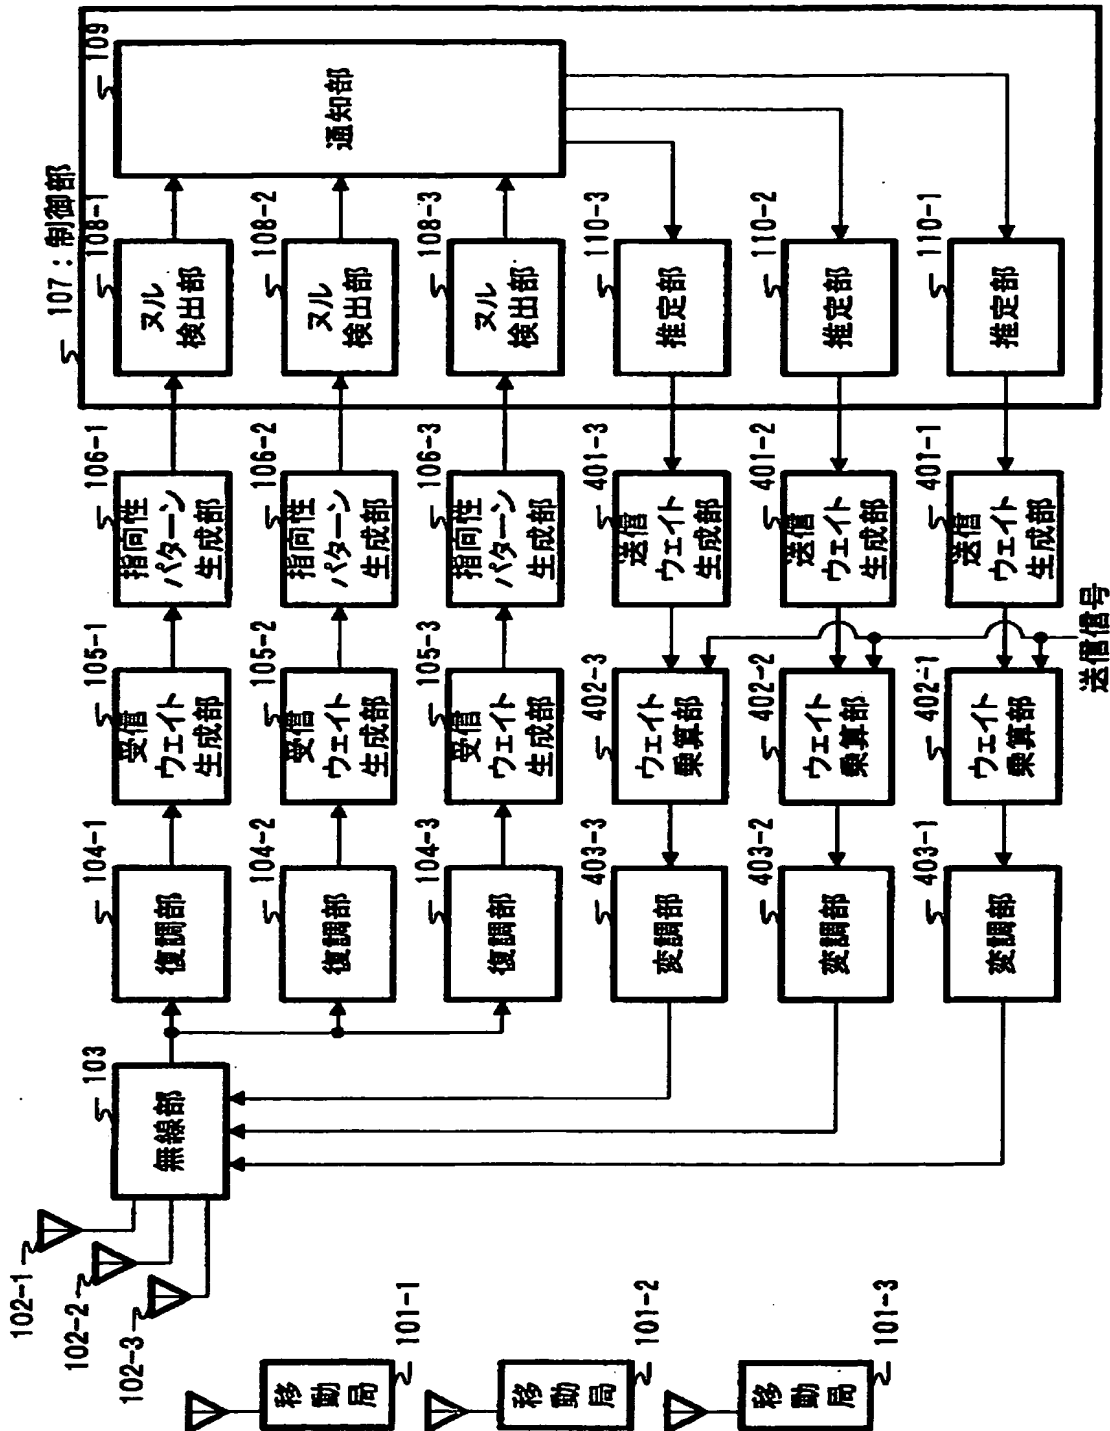 107：制御部
109
通知部
108-1
ヌル
検出部
108-2
ヌル
検出部
108-3
ヌル
検出部
110-3
推定部
110-2
推定部
110-1
推定部
106-1
指向性
パターン
生成部
106-2
指向性
パターン
生成部
106-3
指向性
パターン
生成部
401-3
送信
ウェイト
生成部
401-2
送信
ウェイト
生成部
401-1
送信
ウェイト
生成部
105-1
受信
ウェイト
生成部
105-2
受信
ウェイト
生成部
105-3
受信
ウェイト
生成部
402-3
ウェイト
乗算部
402-2
ウェイト
乗算部
402-1
ウェイト
乗算部
送信信号
104-1
復調部
104-2
復調部
104-3
復調部
403-3
変調部
403-2
変調部
403-1
変調部
103
無線部
102-1
102-2
102-3
101-1
移動局
101-2
移動局
101-3
移動局